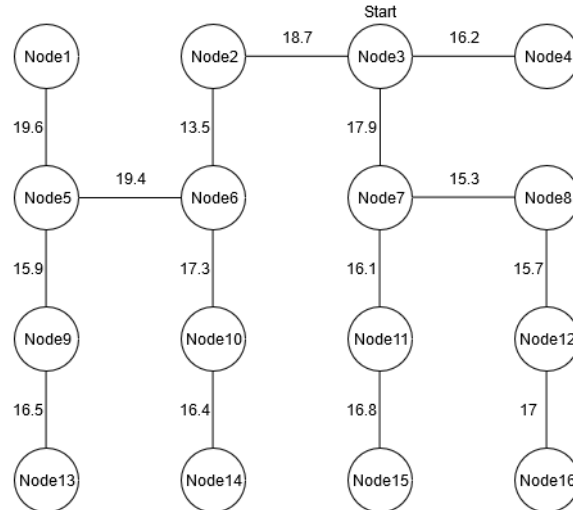 Start
18.7 16.2
Node1 Node2 Node3 Node4
19.6 13.5 17.9
19.4 15.3
Node5 Node6 Node7 Node8
15.9 17.3 16.1 15.7
Node9 Node10 Node11 Node12
16.5 16.4 16.8 17
Node13 Node14 Node15 Node16